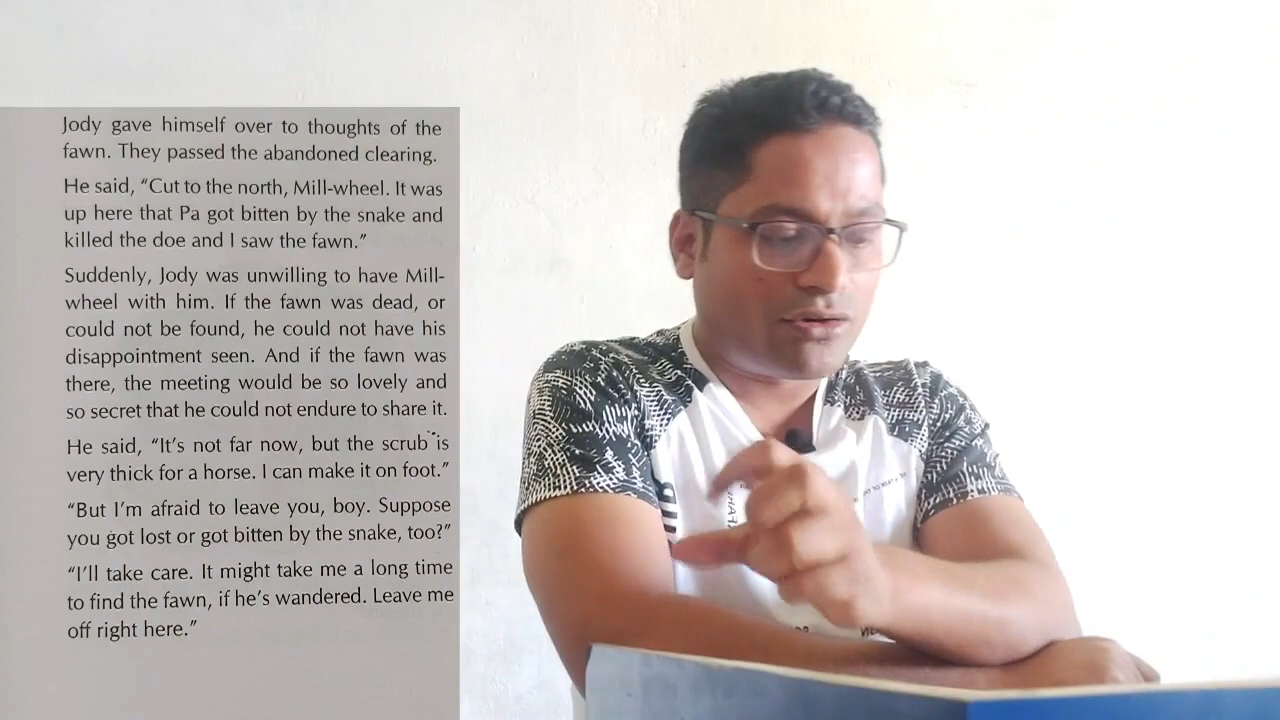 Jody gave himself over to thoughts of the
fawn. They passed the abandoned clearing.
He said, “Cut to the north, Mill-wheel. It was
up here that Pa got bitten by the snake and
killed the doe and I saw the fawn.”
Suddenly, Jody was unwilling to have Mill-
wheel with him. If the fawn was dead, or
could not be found, he could not have his
disappointment seen. And if the fawn was
there, the meeting would be so lovely and
so secret that he could not endure to share it.
He said, “It’s not far now, but the scrub is
very thick for a horse. I can make it on foot.”
“But I’m afraid to leave you, boy. Suppose
you got lost or got bitten by the snake, too?”
“I’ll take care. It might take me a long time
to find the fawn, if he’s wandered. Leave me
off right here.”